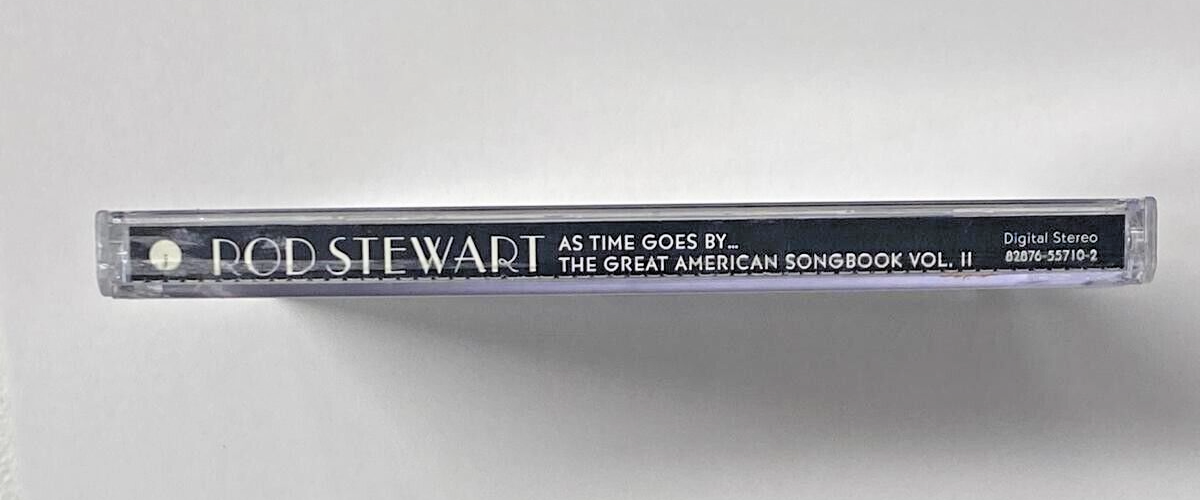 ROD STEWART
AS TIME GOES BY...
THE GREAT AMERICAN SONGBOOK VOL. II
Digital Stereo
82876-55710-2